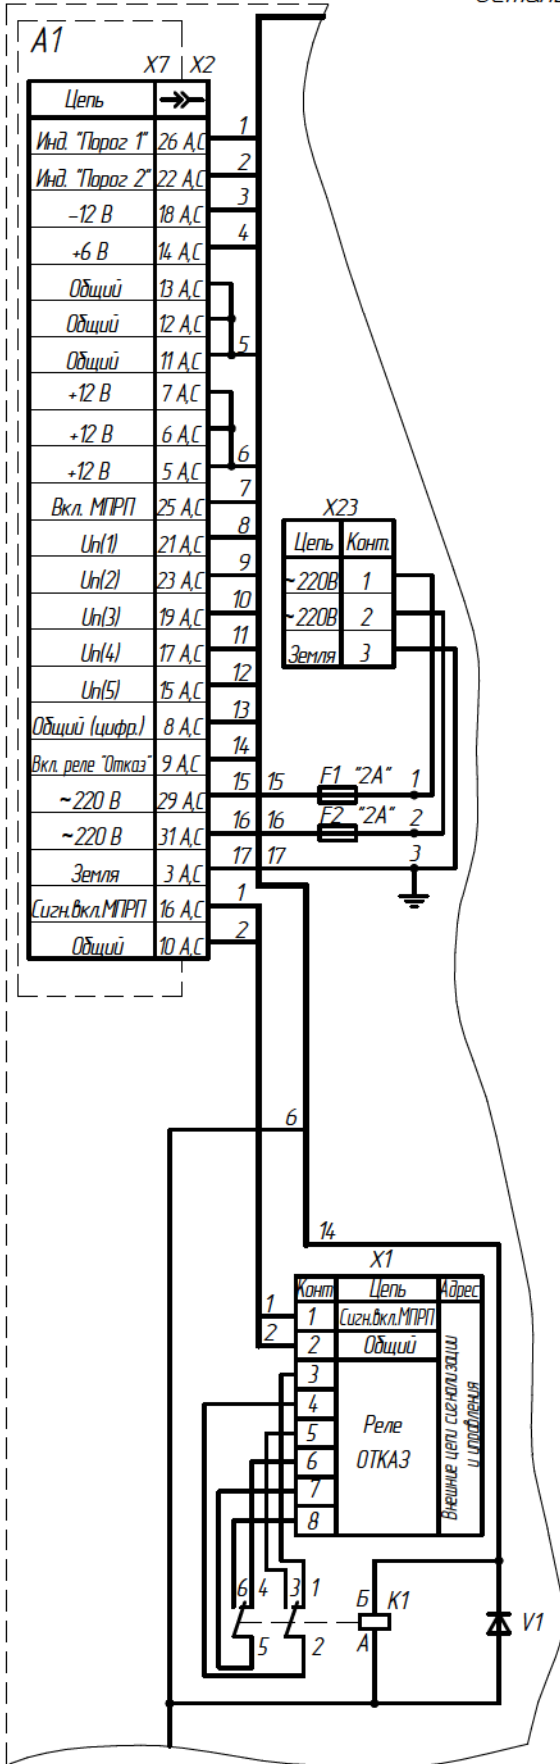 А1
Х7 Х2
Цепь
Инд. "Порог 1" 26 А,С 1
Инд. "Порог 2" 22 А,С 2
-12 В 18 А,С 3
+6 В 14 А,С 4
Общий 13 А,С
Общий 12 А,С
Общий 11 А,С 5
+12 В 7 А,С
+12 В 6 А,С
+12 В 5 А,С 6
Вкл. МПРП 25 А,С 7
Uп(1) 21 А,С 8
Uп(2) 23 А,С 9
Uп(3) 19 А,С 10
Uп(4) 17 А,С 11
Uп(5) 15 А,С 12
Общий (цифр.) 8 А,С 13
Вкл. реле "Отказ" 9 А,С 14
~220 В 29 А,С 15 15 F1 "2А" 1
~220 В 31 А,С 16 16 F2 "2А" 2
Земля 3 А,С 17 17 3
Сигн.вкл.МПРП 16 А,С 1
Общий 10 А,С 2
Х23
Цепь Конт.
~220В 1
~220В 2
Земля 3
6
14
Х1
Конт Цепь Адрес
1 1 Сигн.вкл.МПРП
2 2 Общий
3
4
5
6
7
8
Реле
ОТКАЗ
Внешние цепи сигнализации
и управления
6 4 3 1
5 2
Б К1
А
V1